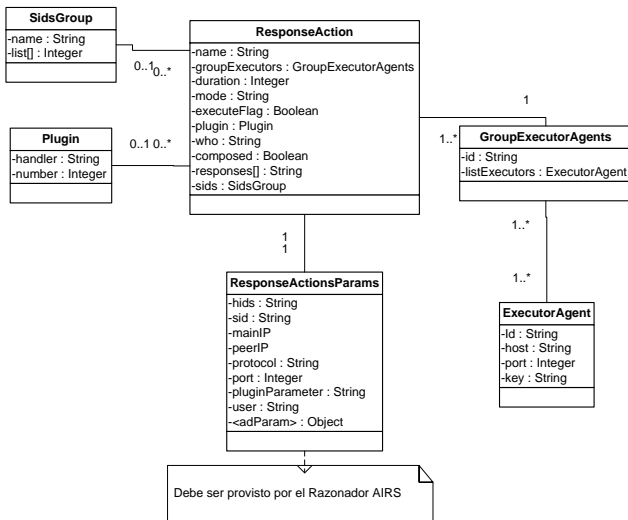 SidsGroup
-name : String
-list[] : Integer
0..1
0..*
ResponseAction
-name : String
-groupExecutors : GroupExecutorAgents
-duration : Integer
-mode : String
-executeFlag : Boolean
-plugin : Plugin
-who : String
-composed : Boolean
-responses[] : String
-sids : SidsGroup
Plugin
-handler : String
-number : Integer
0..1 0..*
1
1..*
GroupExecutorAgents
-id : String
-listExecutors : ExecutorAgent
1..*
1..*
1
1
ResponseActionsParams
-hids : String
-sid : String
-mainIP
-peerIP
-protocol : String
-port : Integer
-pluginParameter : String
-user : String
-<adParam> : Object
ExecutorAgent
-Id : String
-host : String
-port : Integer
-key : String
Debe ser provisto por el Razonador AIRS